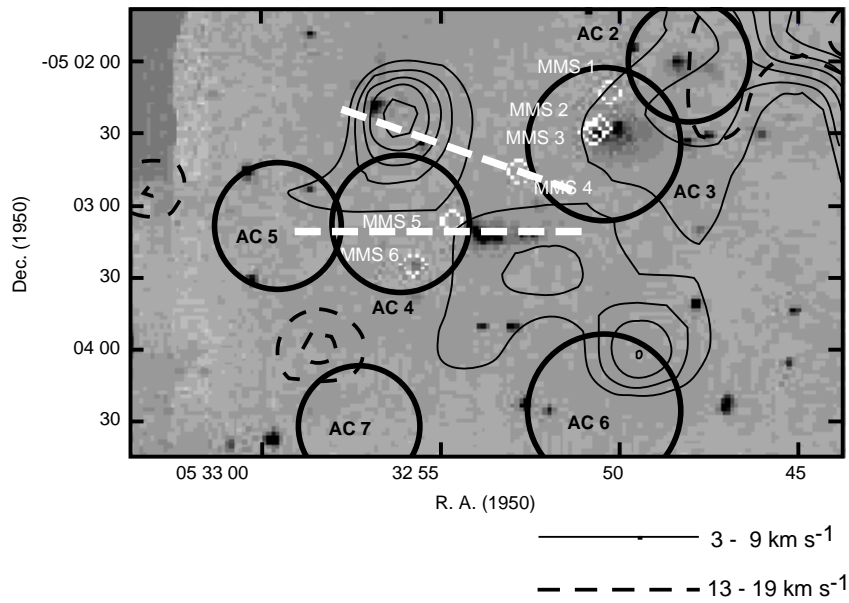 AC 2
-05 02 00
MMS 1
MMS 2
30
MMS 3
MMS 4
AC 3
03 00
MMS 5
AC 5
MMS 6
30
AC 4
04 00
30
AC 7
AC 6
Dec. (1950)
05 33 00
32 55
50
45
R. A. (1950)
3 - 9 km s-1
13 - 19 km s-1